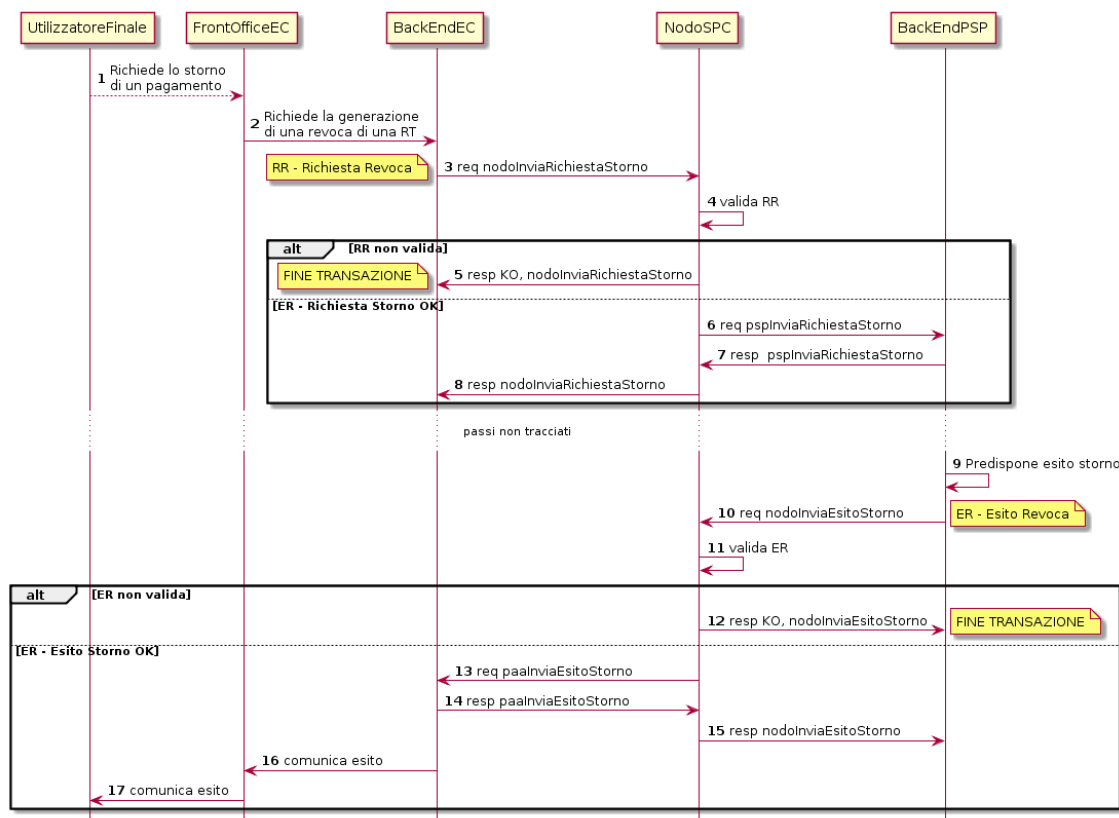 UtilizzatoreFinale
FrontOfficeEC
BackEndEC
NodoSPC
BackEndPSP
1 Richiede lo storno
di un pagamento
2 Richiede la generazione
di una revoca di una RT
RR - Richiesta Revoca
3 req nodoInviaRichiestaStorno
4 valida RR
alt [RR non valida]
FINE TRANSAZIONE
5 resp KO, nodoInviaRichiestaStorno
[ER - Richiesta Storno OK]
6 req pspInviaRichiestaStorno
7 resp  pspInviaRichiestaStorno
8 resp nodoInviaRichiestaStorno
passi non tracciati
9 Predispone esito storno
10 req nodoInviaEsitoStorno
ER - Esito Revoca
11 valida ER
alt [ER non valida]
12 resp KO, nodoInviaEsitoStorno
FINE TRANSAZIONE
[ER - Esito Storno OK]
13 req paaInviaEsitoStorno
14 resp paaInviaEsitoStorno
15 resp nodoInviaEsitoStorno
16 comunica esito
17 comunica esito